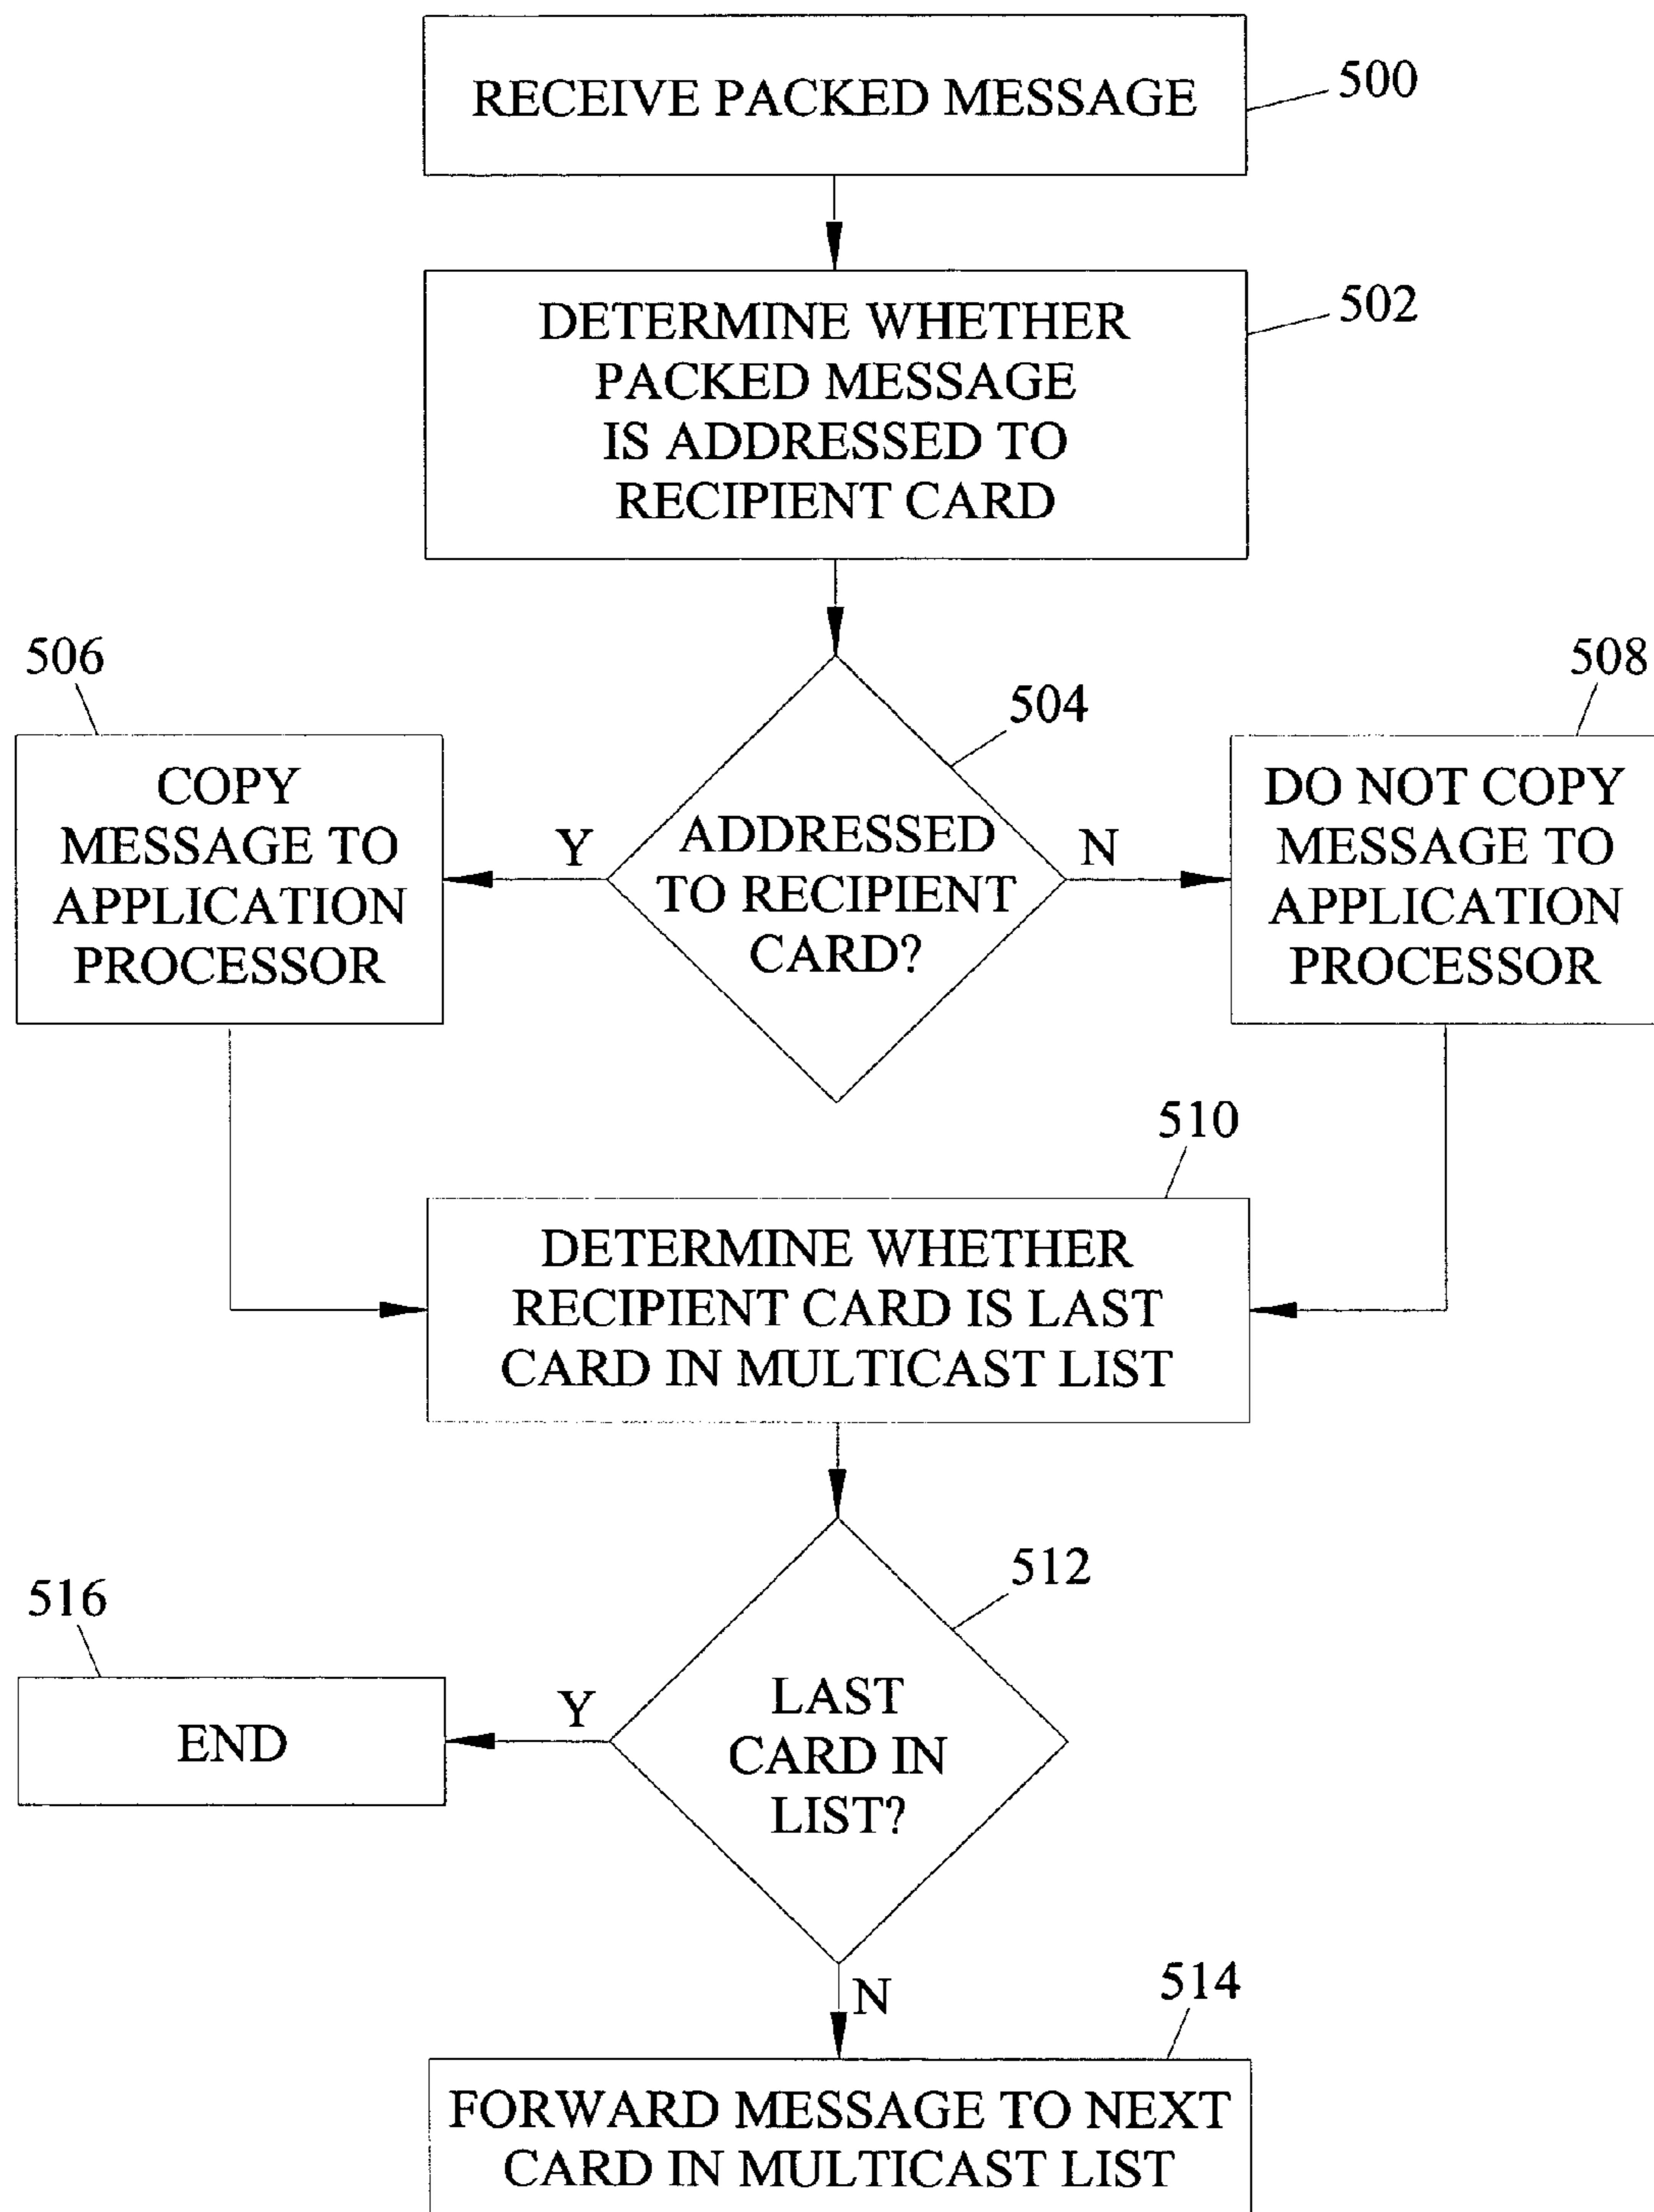 RECEIVE PACKED MESSAGE
500
DETERMINE WHETHER
PACKED MESSAGE
IS ADDRESSED TO
RECIPIENT CARD
502
504
ADDRESSED
TO RECIPIENT
CARD?
Y
N
506
COPY
MESSAGE TO
APPLICATION
PROCESSOR
508
DO NOT COPY
MESSAGE TO
APPLICATION
PROCESSOR
510
DETERMINE WHETHER
RECIPIENT CARD IS LAST
CARD IN MULTICAST LIST
512
LAST
CARD IN
LIST?
Y
516
END
N
514
FORWARD MESSAGE TO NEXT
CARD IN MULTICAST LIST